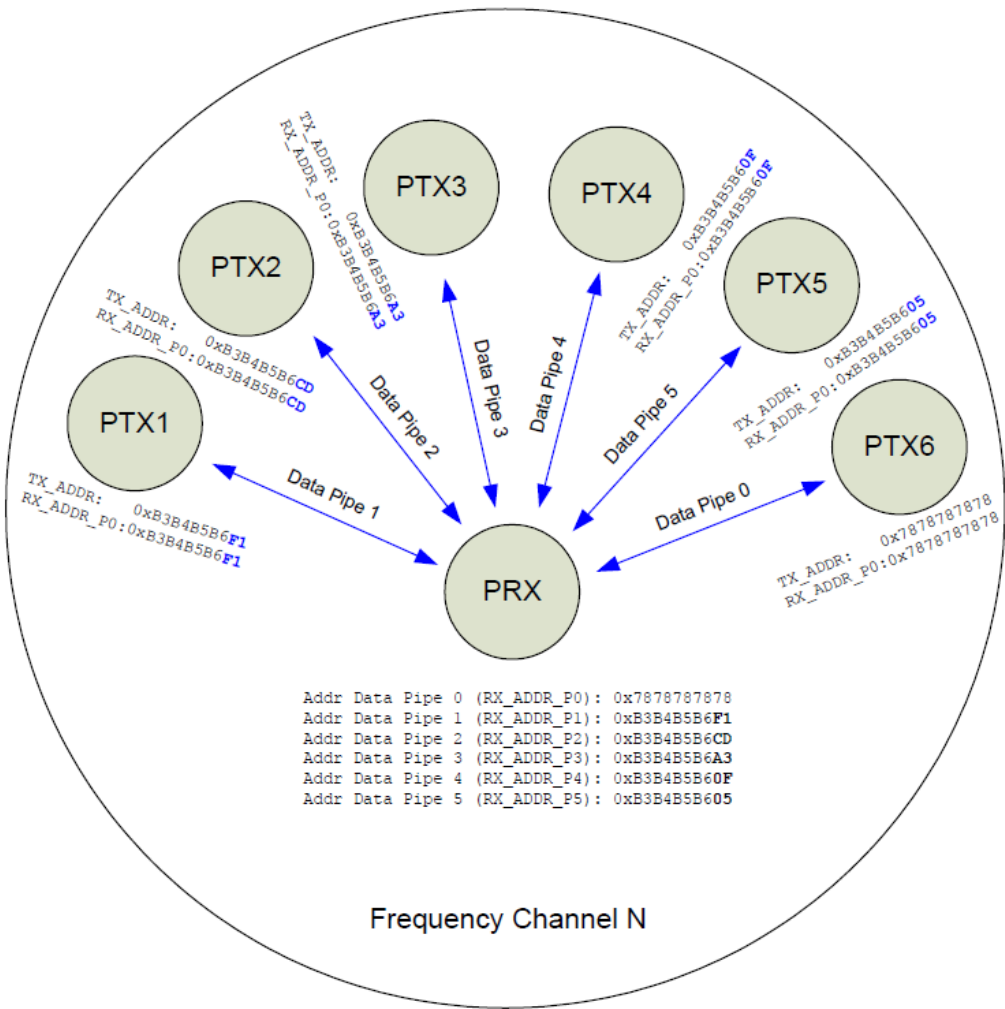 PTX3
PTX4
PTX2
PTX5
PTX1
PTX6
TX_ADDR:    0xB3B4B5B6A3
RX_ADDR_P0:0xB3B4B5B6A3
TX_ADDR:    0xB3B4B5B60F
RX_ADDR_P0:0xB3B4B5B60F
TX_ADDR:    0xB3B4B5B6CD
RX_ADDR_P0:0xB3B4B5B6CD
TX_ADDR:    0xB3B4B5B605
RX_ADDR_P0:0xB3B4B5B605
TX_ADDR:    0xB3B4B5B6F1
RX_ADDR_P0:0xB3B4B5B6F1
TX_ADDR:    0x7878787878
RX_ADDR_P0:0x7878787878
Data Pipe 1
Data Pipe 2
Data Pipe 3
Data Pipe 4
Data Pipe 5
Data Pipe 0
PRX
Addr Data Pipe 0 (RX_ADDR_P0): 0x7878787878
Addr Data Pipe 1 (RX_ADDR_P1): 0xB3B4B5B6F1
Addr Data Pipe 2 (RX_ADDR_P2): 0xB3B4B5B6CD
Addr Data Pipe 3 (RX_ADDR_P3): 0xB3B4B5B6A3
Addr Data Pipe 4 (RX_ADDR_P4): 0xB3B4B5B60F
Addr Data Pipe 5 (RX_ADDR_P5): 0xB3B4B5B605
Frequency Channel N